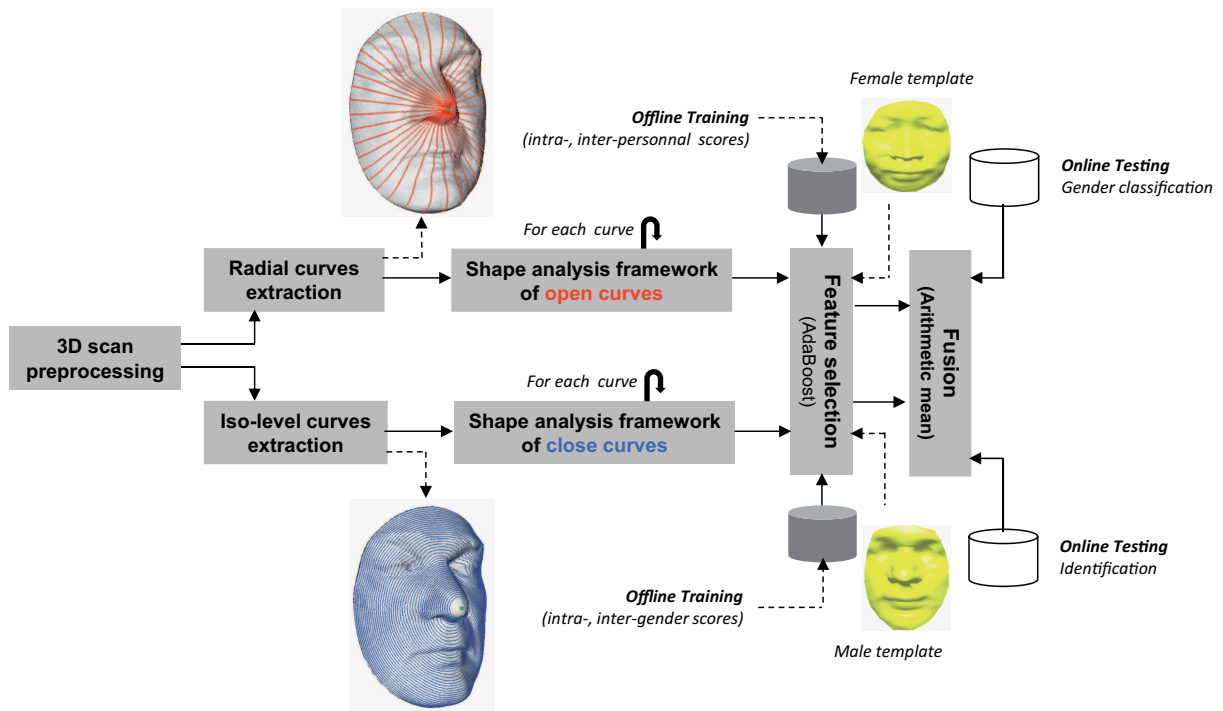 Female template
Offline Training
(intra-, inter-personnal scores)
Online Testing
Gender classification
For each curve
Radial curves
extraction
Shape analysis framework
of open curves
3D scan
preprocessing
Feature selection
(AdaBoost)
Fusion
(Arithmetic mean)
For each curve
Iso-level curves
extraction
Shape analysis framework
of close curves
Online Testing
Identification
Offline Training
(intra-, inter-gender scores)
Male template